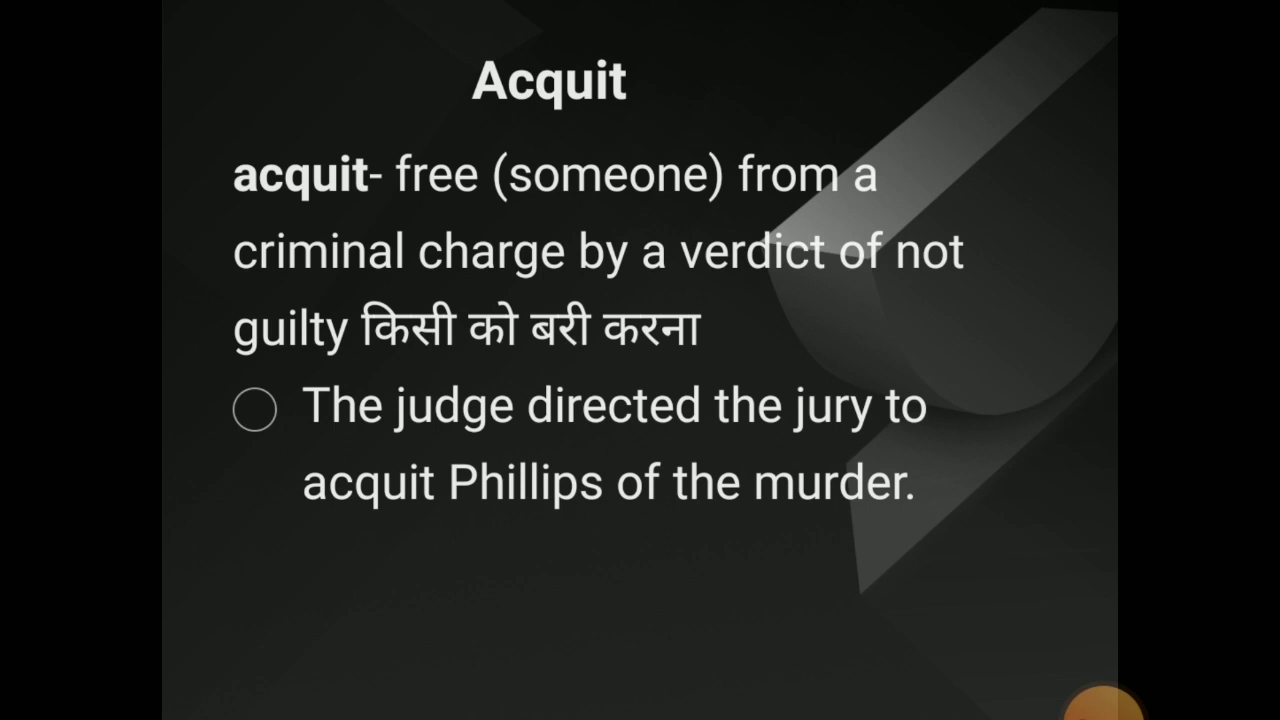 Acquit
acquit- free (someone) from a
criminal charge by a verdict of not
guilty किसी को बरी करना
The judge directed the jury to
acquit Phillips of the murder.